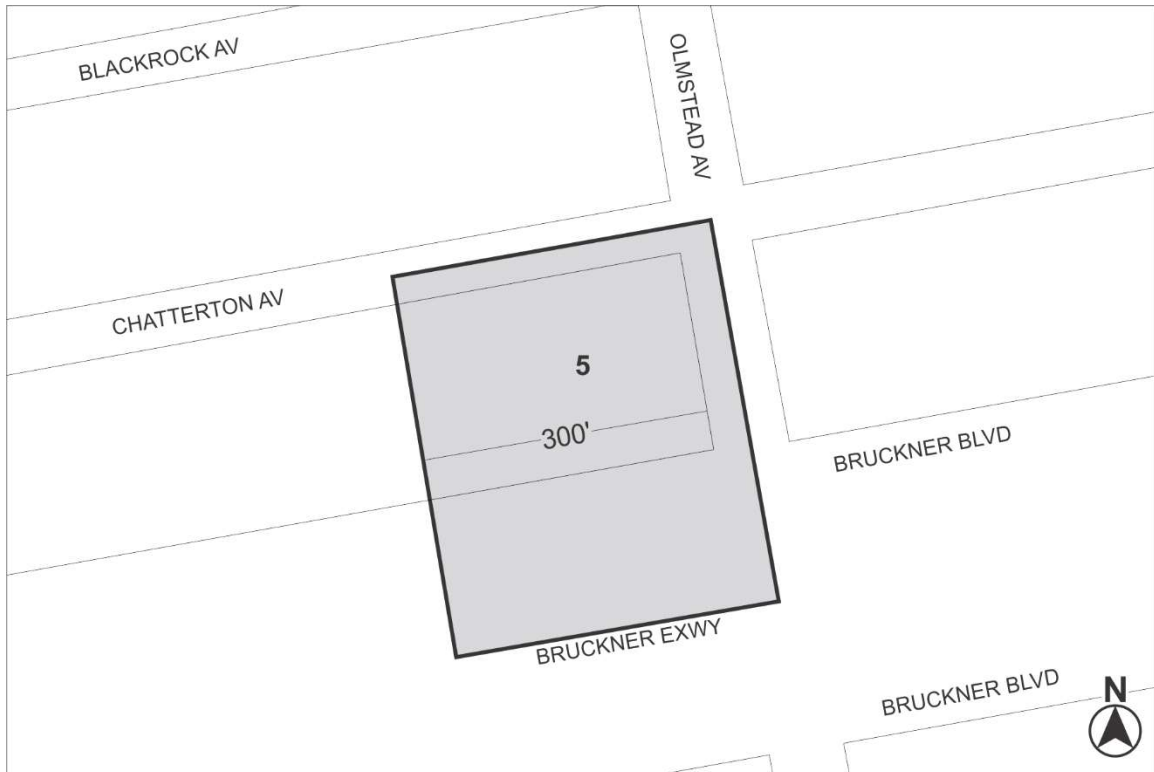 BLACKROCK AV
OLMSTEAD AV
CHATTERTON AV
5
300'
BRUCKNER BLVD
BRUCKNER EXWY
BRUCKNER BLVD
N